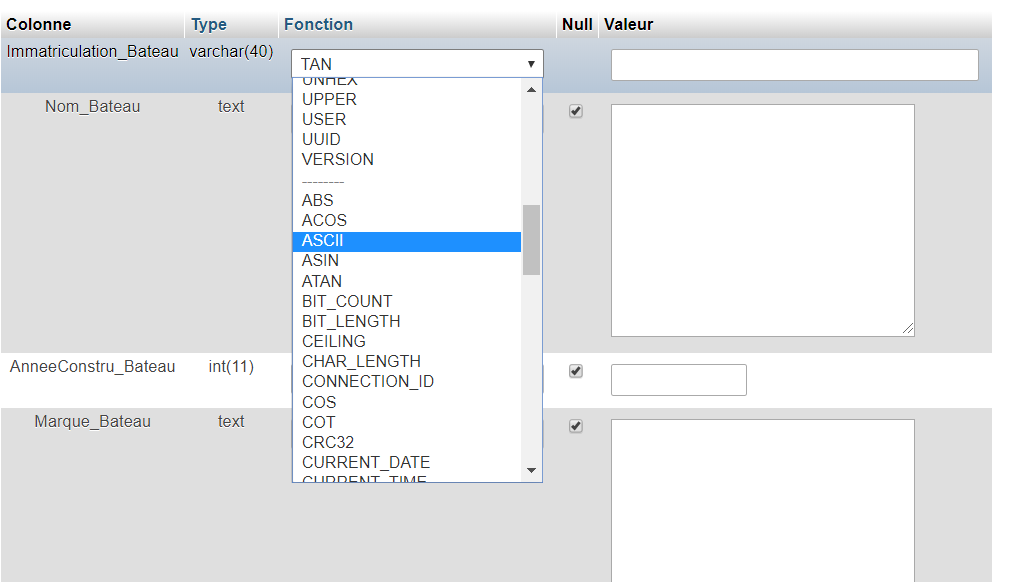 Colonne Type Fonction Null Valeur
Immatriculation_Bateau varchar(40) TAN
UNHEX
Nom_Bateau text
UPPER
USER
UUID
VERSION
--------
ABS
ACOS
ASCII
ASIN
ATAN
BIT_COUNT
BIT_LENGTH
CEILING
CHAR_LENGTH
AnneeConstru_Bateau int(11)
CONNECTION_ID
COS
Marque_Bateau text
COT
CRC32
CURRENT_DATE
CURRENT_TIME